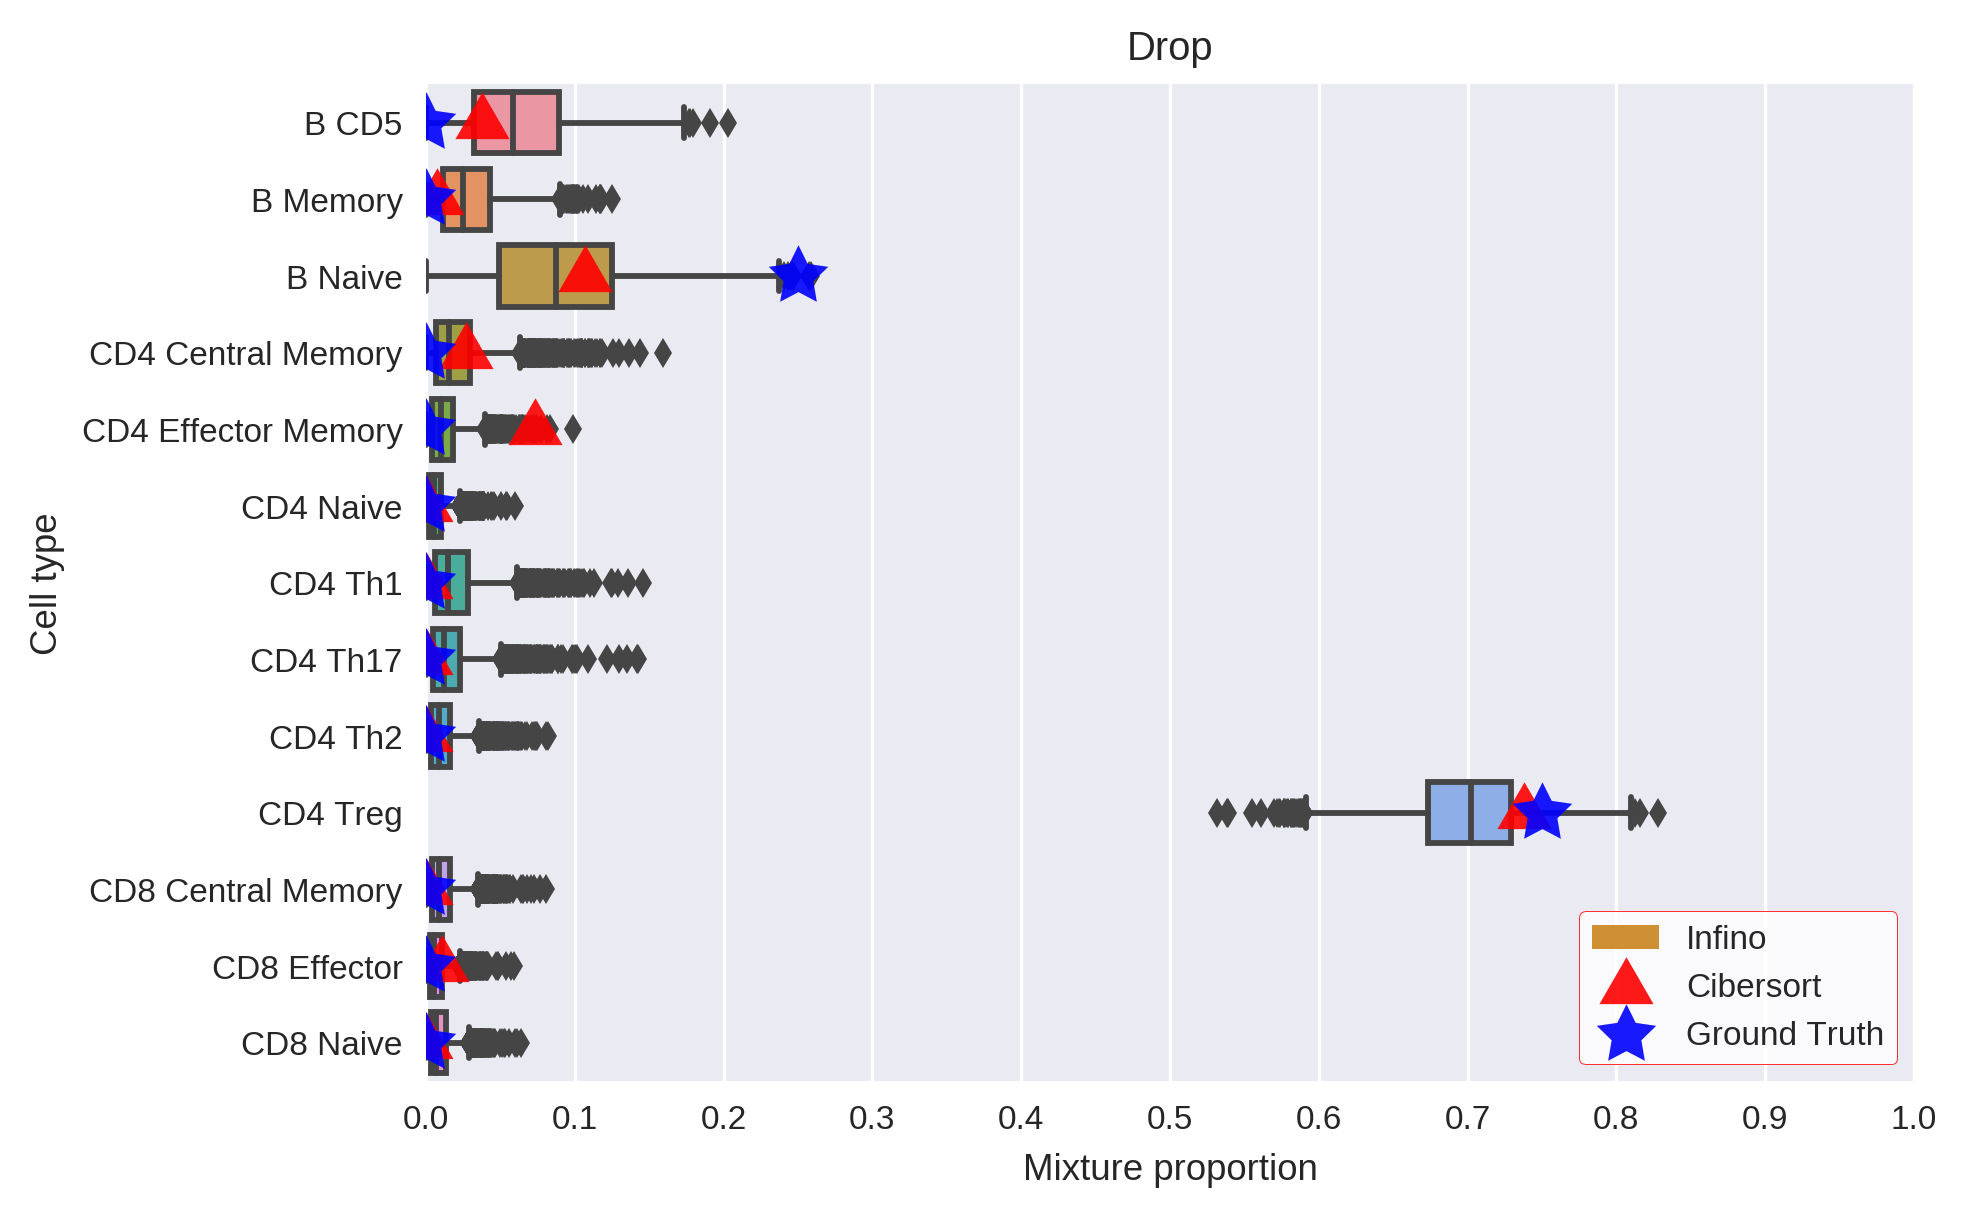 Drop
B CD5
B Memory
B Naive
CD4 Central Memory
CD4 Effector Memory
CD4 Naive
CD4 Th1
CD4 Th17
CD4 Th2
CD4 Treg
CD8 Central Memory
CD8 Effector
CD8 Naive
Cell type
Infino
Cibersort
Ground Truth
0.0 0.1 0.2 0.3 0.4 0.5 0.6 0.7 0.8 0.9 1.0
Mixture proportion